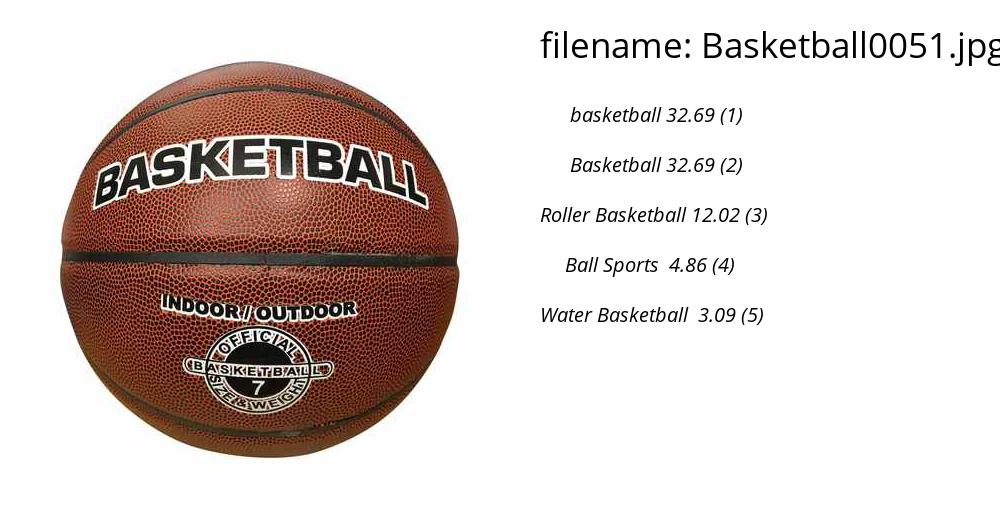 filename: Basketball0051.jpg
basketball 32.69 (1)
Basketball 32.69 (2)
Roller Basketball 12.02 (3)
Ball Sports 4.86 (4)
Water Basketball 3.09 (5)
BASKETBALL
INDOOR / OUTDOOR
OFFICIAL
BASKETBALL
7
SIZE & WEIGHT